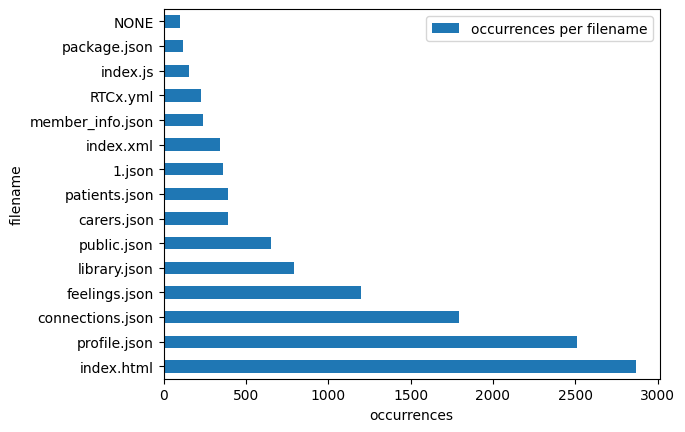 occurrences per filename
filename
NONE
package.json
index.js
RTCx.yml
member_info.json
index.xml
1.json
patients.json
carers.json
public.json
library.json
feelings.json
connections.json
profile.json
index.html
0 500 1000 1500 2000 2500 3000
occurrences